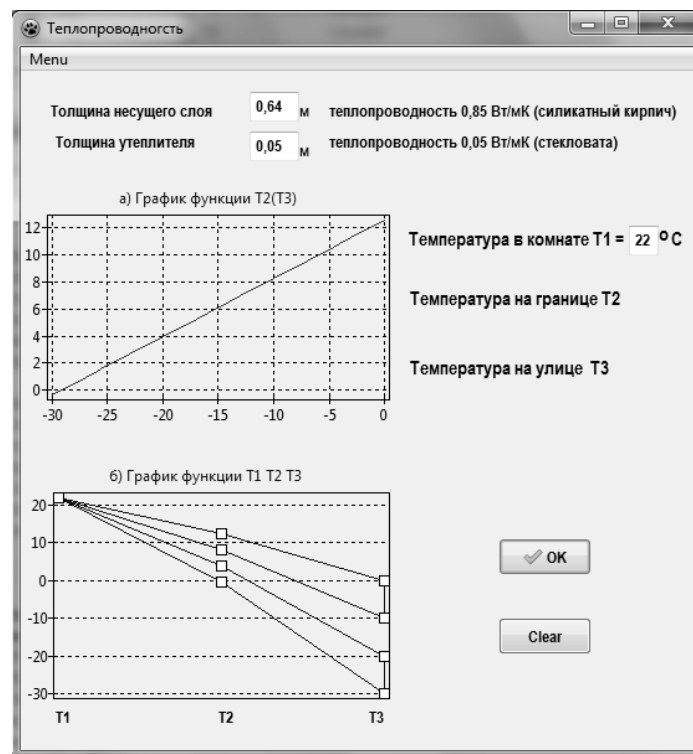 Теплопроводногсть
Menu
Толщина несущего слоя 0,64 м теплопроводность 0,85 Вт/мК (силикатный кирпич)
Толщина утеплителя 0,05 м теплопроводность 0,05 Вт/мК (стекловата)
а) График функции T2(T3)
12
10
8
6
4
2
0
-30 -25 -20 -15 -10 -5 0
Температура в комнате T1 = 22 °C
Температура на границе T2
Температура на улице T3
б) График функции T1 T2 T3
20
10
0
-10
-20
-30
T1 T2 T3
OK
Clear